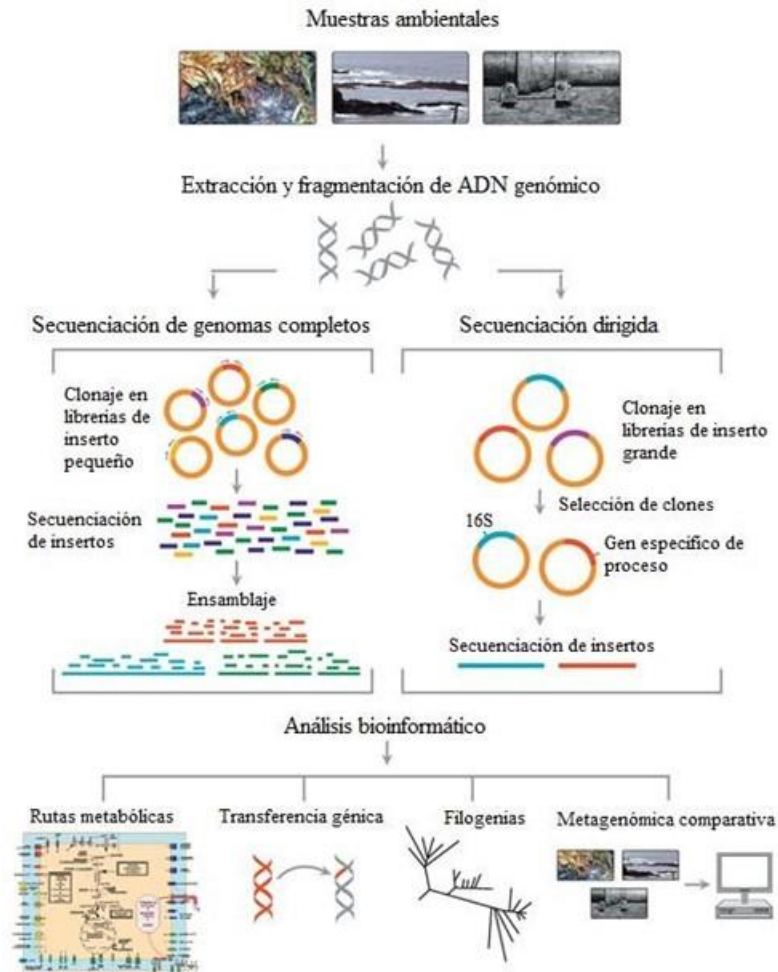 Muestras ambientales
Extracción y fragmentación de ADN genómico
Secuenciación de genomas completos
Clonaje en
librerias de
inserto
pequeño
Secuenciación
de insertos
Ensamblaje
Secuenciación dirigida
Clonaje en
librerias de inserto
grande
Selección de clones
16S
Gen específico de
proceso
Secuenciación de insertos
Análisis bioinformático
Rutas metabólicas
Transferencia génica
Filogenias
Metagenómica comparativa